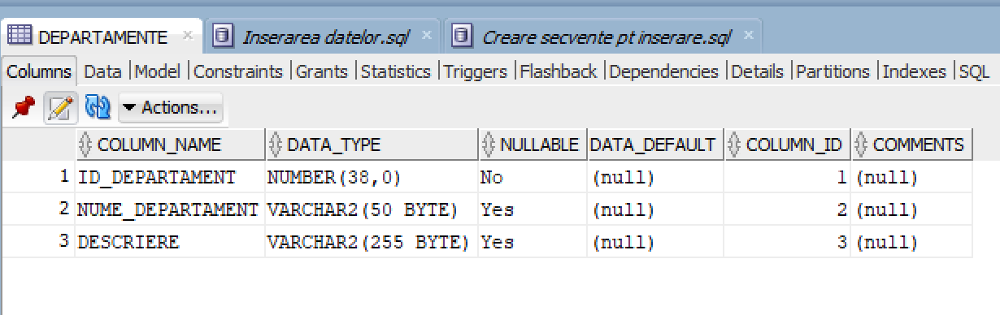 DEPARTAMENTE × Inserarea datelor.sql × Creare secvente pt inserare.sql ×
Columns Data |Model |Constraints |Grants |Statistics |Triggers |Flashback |Dependencies |Details |Partitions |Indexes |SQL
Actions...
COLUMN_NAME DATA_TYPE NULLABLE DATA_DEFAULT COLUMN_ID COMMENTS
1 ID_DEPARTAMENT NUMBER(38,0) No (null) 1 (null)
2 NUME_DEPARTAMENT VARCHAR2(50 BYTE) Yes (null) 2 (null)
3 DESCRIERE VARCHAR2(255 BYTE) Yes (null) 3 (null)